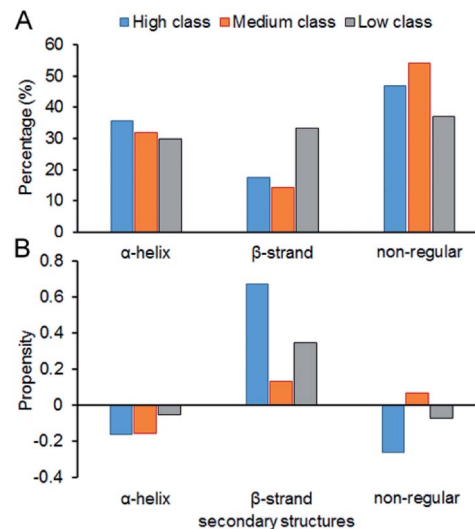 A
High class Medium class Low class
Percentage (%)
60
50
40
30
20
10
0
α-helix β-strand non-regular
B
Propensity
0.8
0.6
0.4
0.2
0
-0.2
-0.4
α-helix β-strand non-regular
secondary structures